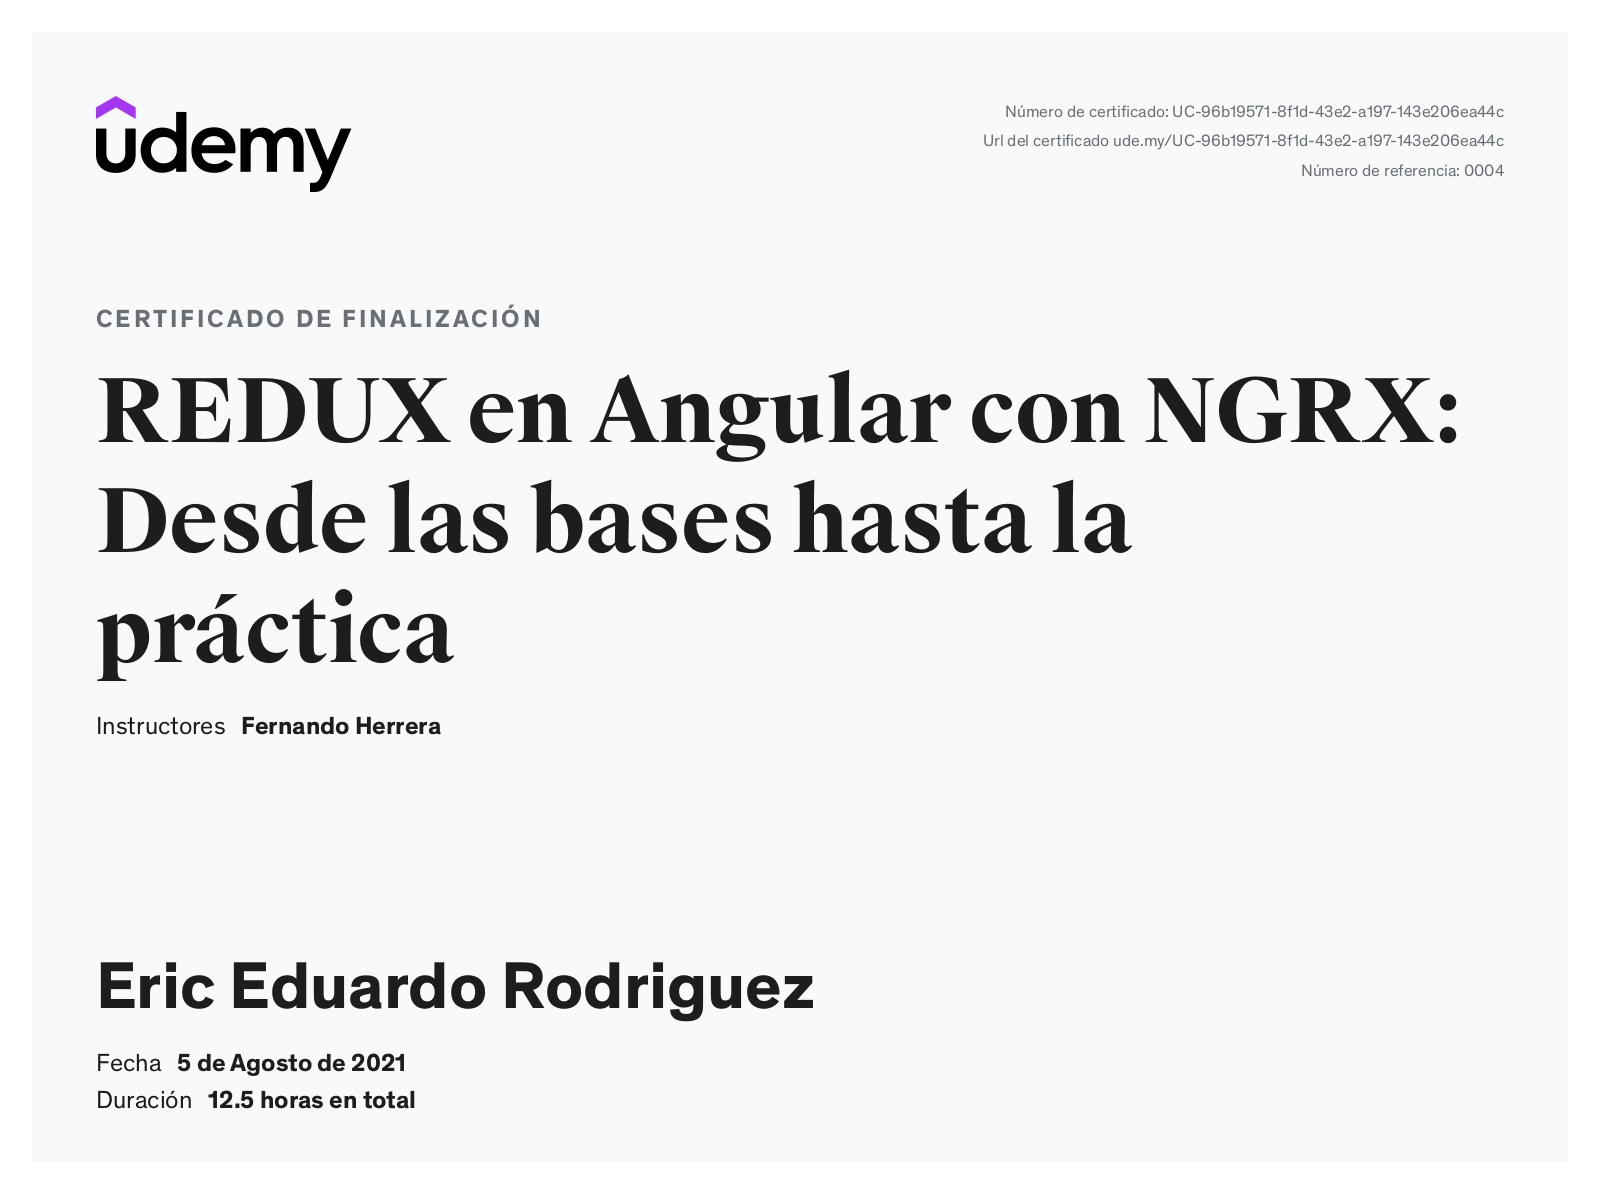 udemy
Número de certificado: UC-96b19571-8f1d-43e2-a197-143e206ea44c
Url del certificado ude.my/UC-96b19571-8f1d-43e2-a197-143e206ea44c
Número de referencia: 0004
CERTIFICADO DE FINALIZACIÓN
REDUX en Angular con NGRX:
Desde las bases hasta la
práctica
Instructores Fernando Herrera
Eric Eduardo Rodriguez
Fecha 5 de Agosto de 2021
Duración 12.5 horas en total